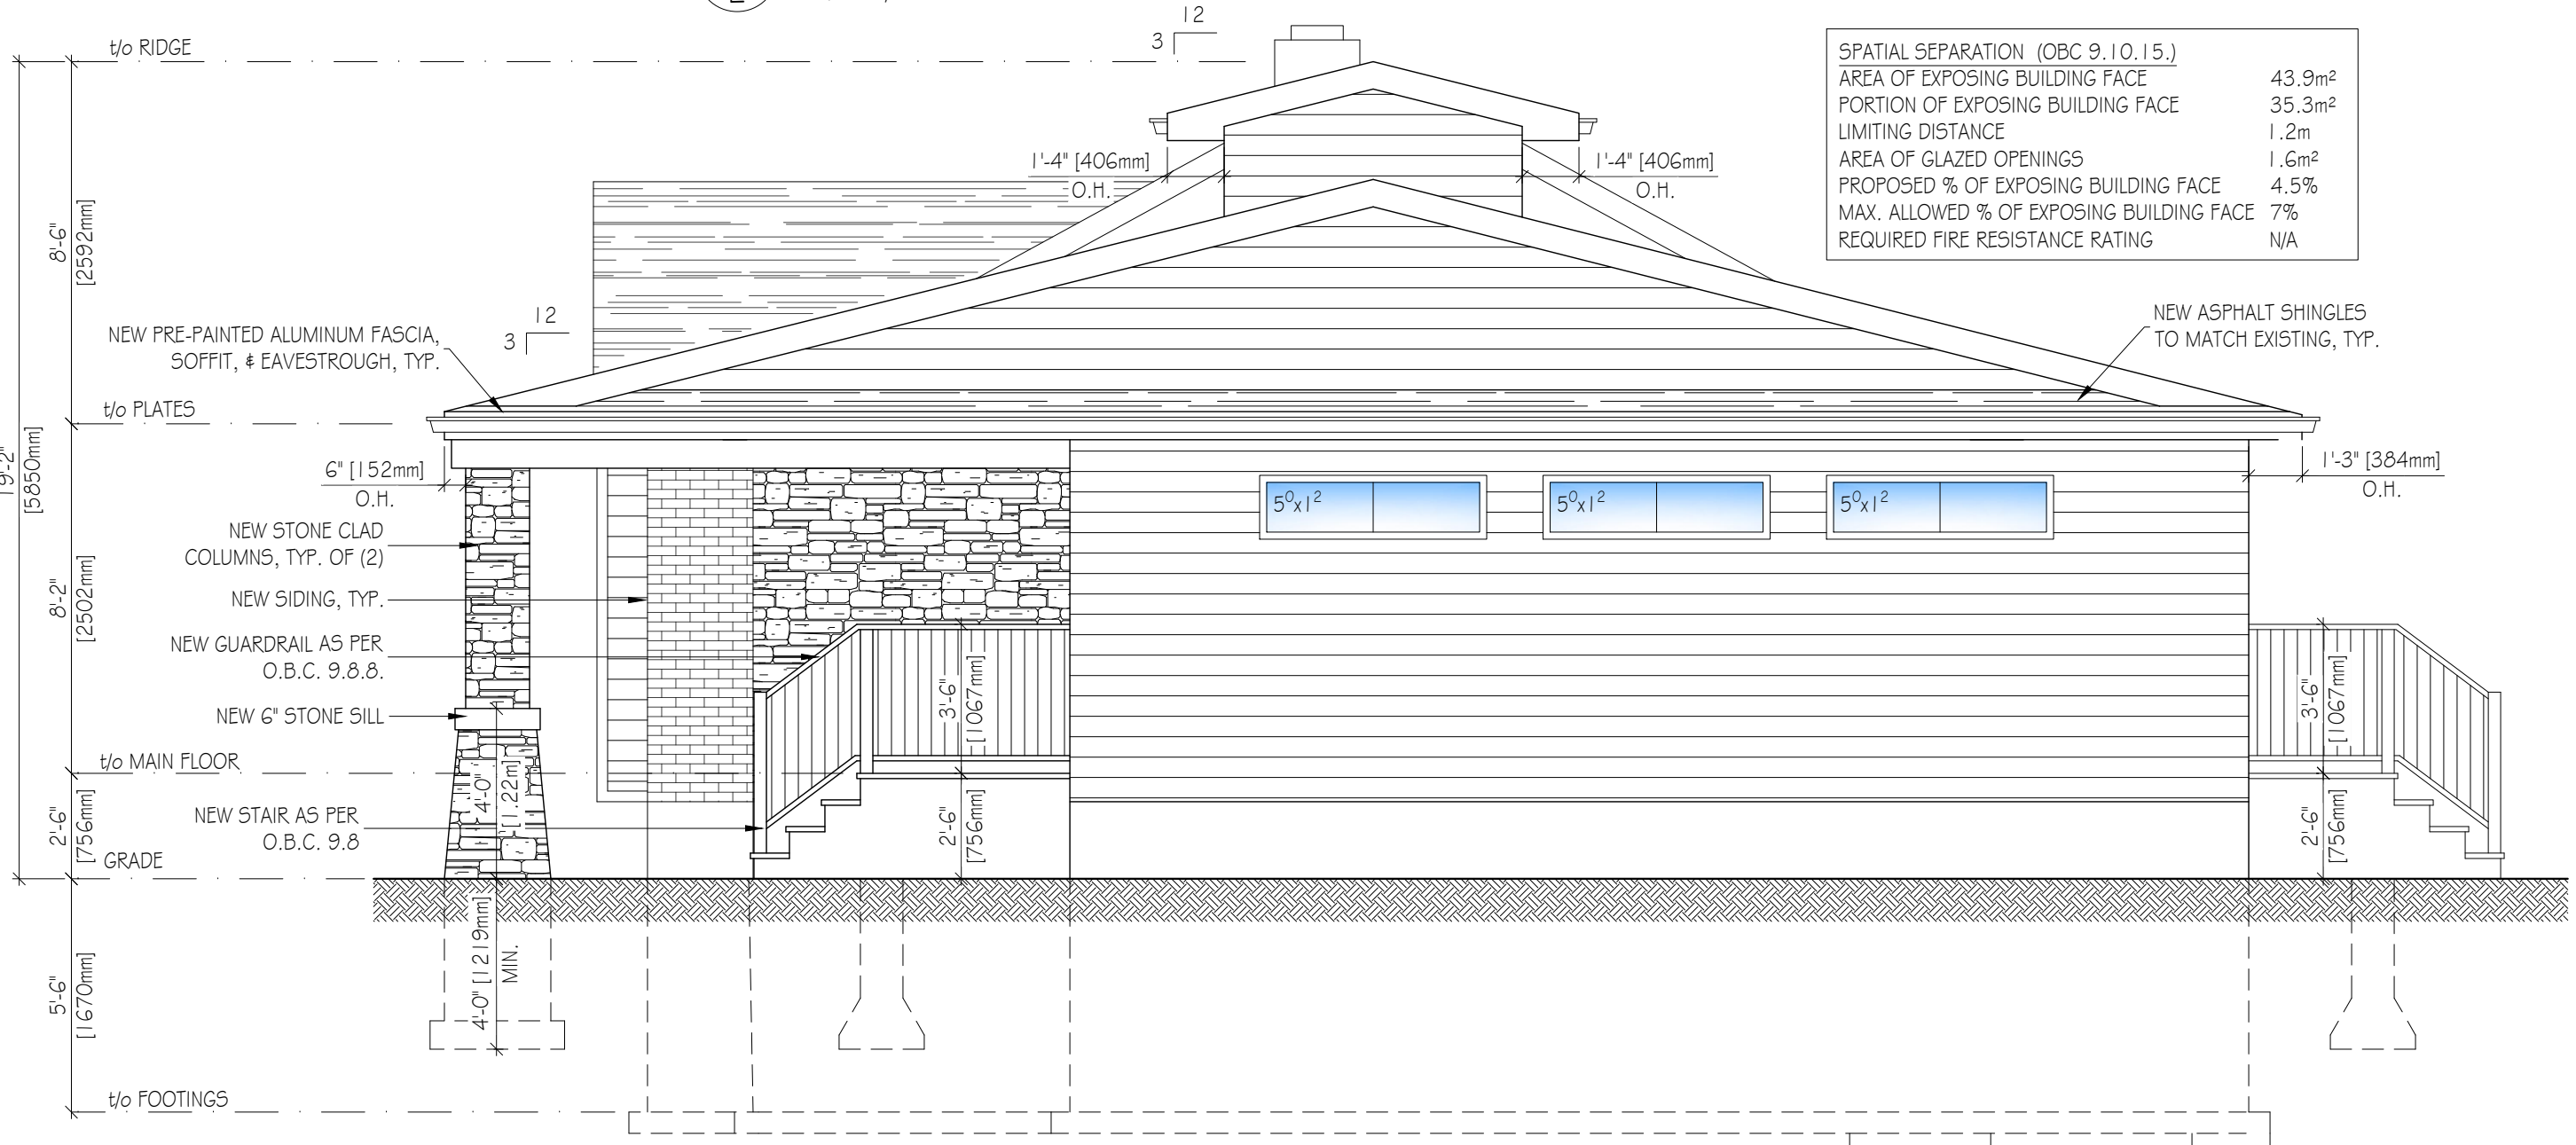 12
3
t/o RIDGE
SPATIAL SEPARATION (OBC 9.10.15.)
AREA OF EXPOSING BUILDING FACE 43.9m²
PORTION OF EXPOSING BUILDING FACE 35.3m²
LIMITING DISTANCE 1.2m
AREA OF GLAZED OPENINGS 1.6m²
PROPOSED % OF EXPOSING BUILDING FACE 4.5%
MAX. ALLOWED % OF EXPOSING BUILDING FACE 7%
REQUIRED FIRE RESISTANCE RATING N/A
1'-4" [406mm]
O.H.
1'-4" [406mm]
O.H.
8'-6"
[2592mm]
12
3
NEW PRE-PAINTED ALUMINUM FASCIA,
SOFFIT, & EAVESTROUGH, TYP.
NEW ASPHALT SHINGLES
TO MATCH EXISTING, TYP.
t/o PLATES
19'-2"
[5850mm]
6" [152mm]
O.H.
1'-3" [384mm]
O.H.
5⁰x1²
5⁰x1²
5⁰x1²
8'-2"
[2502mm]
NEW STONE CLAD
COLUMNS, TYP. OF (2)
NEW SIDING, TYP.
NEW GUARDRAIL AS PER
O.B.C. 9.8.8.
NEW 6" STONE SILL
3'-6"
[1067mm]
3'-6"
[1067mm]
t/o MAIN FLOOR
4'-0"
[1.22m]
NEW STAIR AS PER
O.B.C. 9.8
2'-6"
[756mm]
2'-6"
[756mm]
2'-6"
[756mm]
GRADE
4'-0" [1219mm]
MIN.
5'-6"
[1670mm]
t/o FOOTINGS